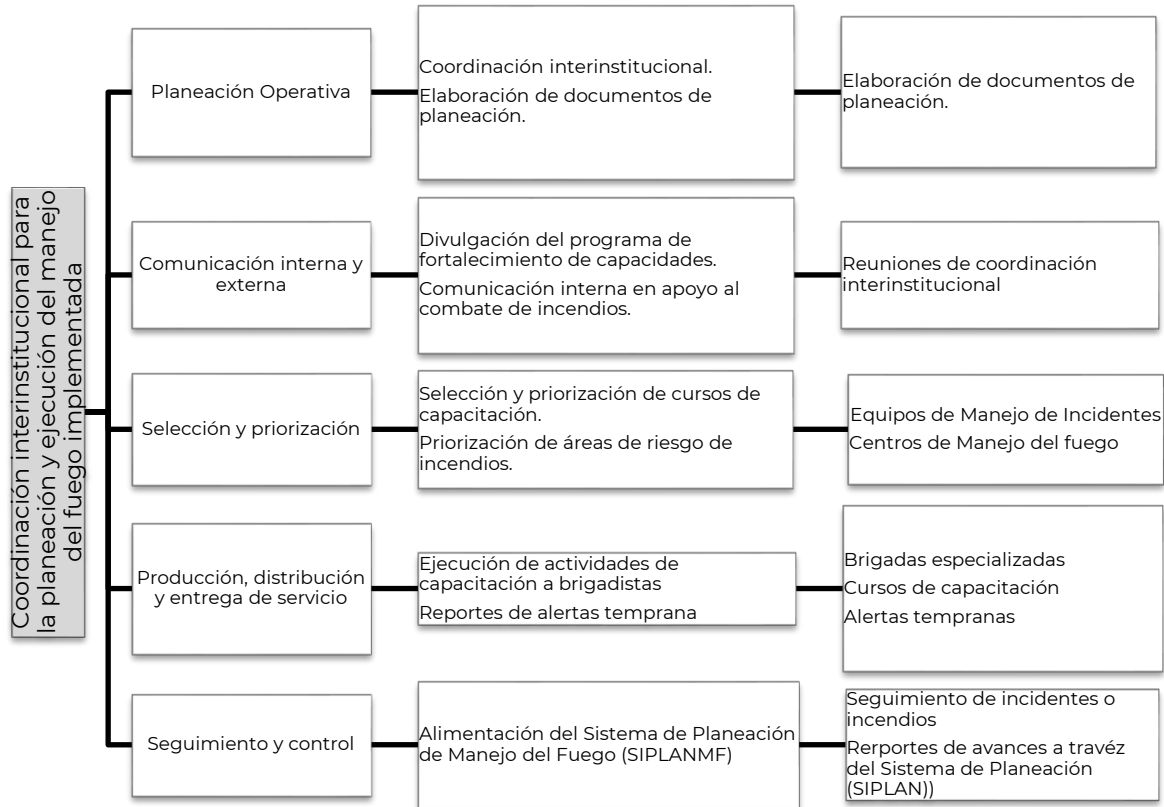 Coordinación interinstitucional para
la planeación y ejecución del manejo
del fuego implementada
Planeación Operativa
Coordinación interinstitucional.
Elaboración de documentos de
planeación.
Elaboración de documentos de
planeación.
Comunicación interna y
externa
Divulgación del programa de
fortalecimiento de capacidades.
Comunicación interna en apoyo al
combate de incendios.
Reuniones de coordinación
interinstitucional
Selección y priorización
Selección y priorización de cursos de
capacitación.
Priorización de áreas de riesgo de
incendios.
Equipos de Manejo de Incidentes
Centros de Manejo del fuego
Producción, distribución
y entrega de servicio
Ejecución de actividades de
capacitación a brigadistas
Reportes de alertas temprana
Brigadas especializadas
Cursos de capacitación
Alertas tempranas
Seguimiento y control
Alimentación del Sistema de Planeación
de Manejo del Fuego (SIPLANMF)
Seguimiento de incidentes o
incendios
Rerportes de avances a travéz
del Sistema de Planeación
(SIPLAN))